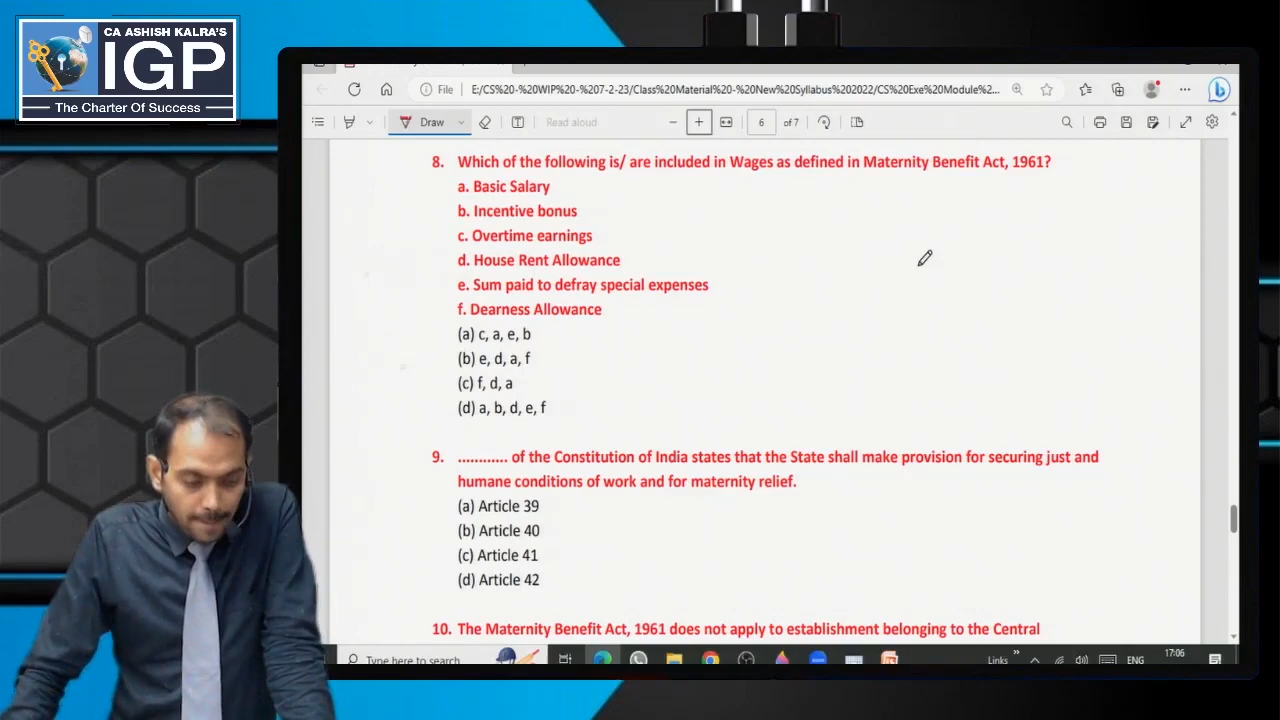 CA ASHISH KALRA'S
IGP
The Charter Of Success
File
E:/CS%20-%20WIP%20-%207-2-23/Class%20Material%20-%20New%20Syllabus%202022/CS%20Exe%20Module%2...
Draw
Read aloud
6
of 7
8. Which of the following is/ are included in Wages as defined in Maternity Benefit Act, 1961?
a. Basic Salary
b. Incentive bonus
c. Overtime earnings
d. House Rent Allowance
e. Sum paid to defray special expenses
f. Dearness Allowance
(a) c, a, e, b
(b) e, d, a, f
(c) f, d, a
(d) a, b, d, e, f
9. ............ of the Constitution of India states that the State shall make provision for securing just and
humane conditions of work and for maternity relief.
(a) Article 39
(b) Article 40
(c) Article 41
(d) Article 42
10. The Maternity Benefit Act, 1961 does not apply to establishment belonging to the Central
Type here to search
Links
ENG
17:06